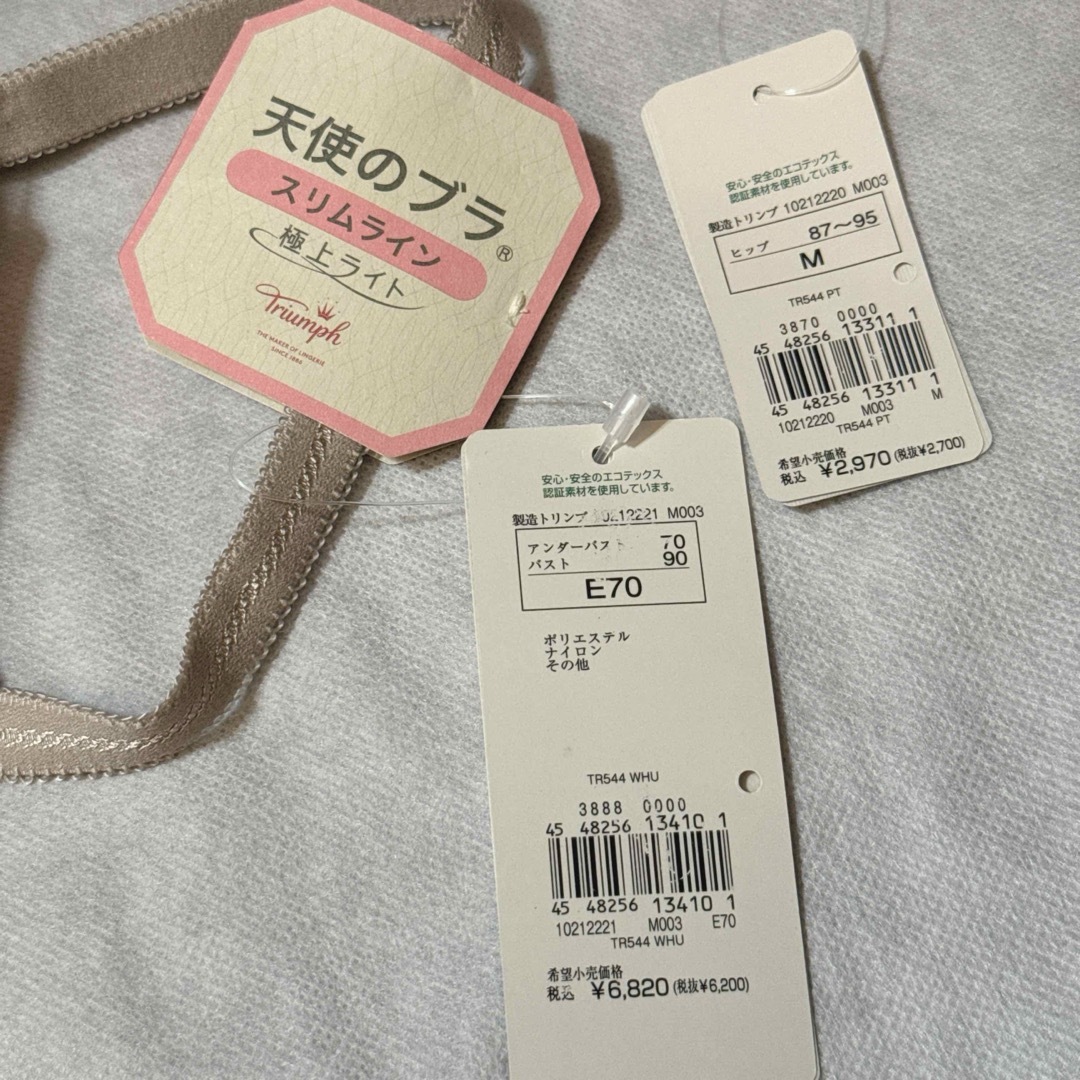 天使のブラ®
スリムライン
極上ライト
Triumph
THE MAKER OF LINGERIE
SINCE 1886
安心・安全のエコテックス
認証素材を使用しています。
製造トリンプ 10212220 M003
ヒップ 87～95
M
TR544 PT
3870 0000
45 48256 13311 1
45 48256 13311 1
10212220 M003 M
TR544 PT
希望小売価格
税込 ¥2,970 (税抜¥2,700)
安心・安全のエコテックス
認証素材を使用しています。
製造トリンプ 10212221 M003
アンダーバスト 70
バスト 90
E70
ポリエステル
ナイロン
その他
TR544 WHU
3888 0000
45 48256 13410 1
45 48256 13410 1
10212221 M003 E70
TR544 WHU
希望小売価格
税込 ¥6,820 (税抜¥6,200)